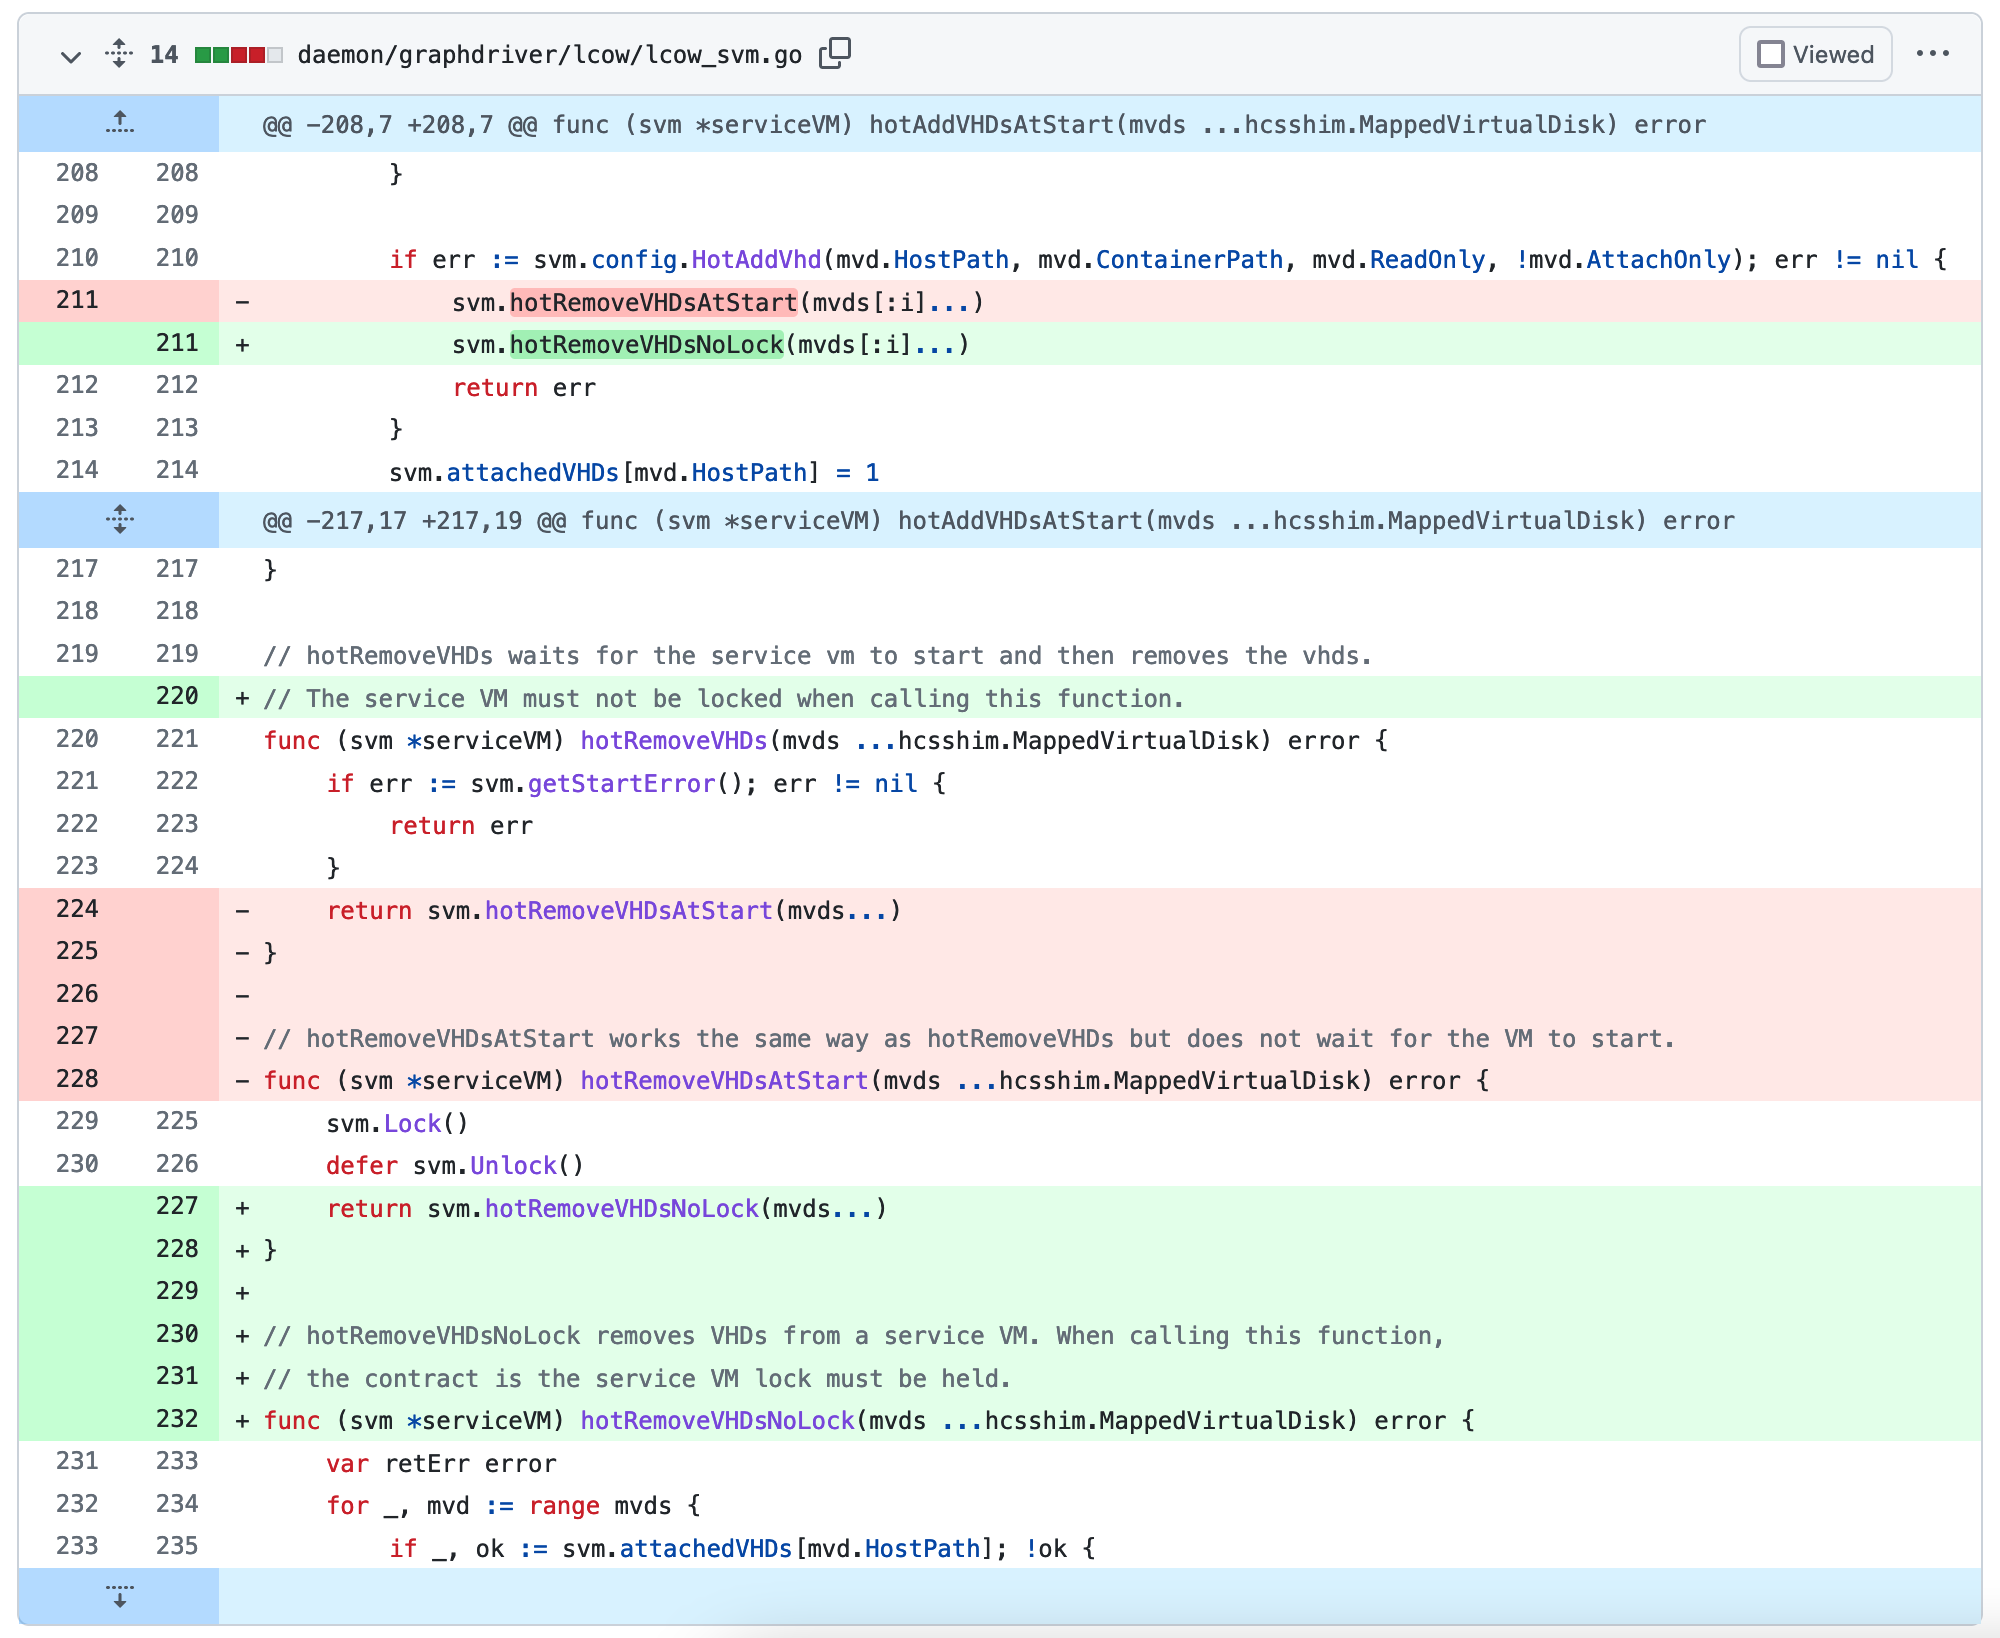 14 daemon/graphdriver/lcow/lcow_svm.go Viewed
@@ -208,7 +208,7 @@ func (svm *serviceVM) hotAddVHDsAtStart(mvds ...hcsshim.MappedVirtualDisk) error
208 208 }
209 209
210 210 if err := svm.config.HotAddVhd(mvd.HostPath, mvd.ContainerPath, mvd.ReadOnly, !mvd.AttachOnly); err != nil {
211 - svm.hotRemoveVHDsAtStart(mvds[:i]...)
211 + svm.hotRemoveVHDsNoLock(mvds[:i]...)
212 212 return err
213 213 }
214 214 svm.attachedVHDs[mvd.HostPath] = 1
@@ -217,17 +217,19 @@ func (svm *serviceVM) hotAddVHDsAtStart(mvds ...hcsshim.MappedVirtualDisk) error
217 217 }
218 218
219 219 // hotRemoveVHDs waits for the service vm to start and then removes the vhds.
220 + // The service VM must not be locked when calling this function.
220 221 func (svm *serviceVM) hotRemoveVHDs(mvds ...hcsshim.MappedVirtualDisk) error {
221 222 if err := svm.getStartError(); err != nil {
222 223 return err
223 224 }
224 - return svm.hotRemoveVHDsAtStart(mvds...)
225 - }
226 -
227 - // hotRemoveVHDsAtStart works the same way as hotRemoveVHDs but does not wait for the VM to start.
228 - func (svm *serviceVM) hotRemoveVHDsAtStart(mvds ...hcsshim.MappedVirtualDisk) error {
229 225 svm.Lock()
230 226 defer svm.Unlock()
227 + return svm.hotRemoveVHDsNoLock(mvds...)
228 + }
229 +
230 + // hotRemoveVHDsNoLock removes VHDs from a service VM. When calling this function,
231 + // the contract is the service VM lock must be held.
232 + func (svm *serviceVM) hotRemoveVHDsNoLock(mvds ...hcsshim.MappedVirtualDisk) error {
231 233 var retErr error
232 234 for _, mvd := range mvds {
233 235 if _, ok := svm.attachedVHDs[mvd.HostPath]; !ok {